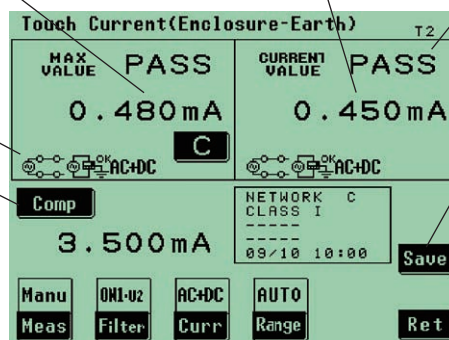 Touch Current(Enclosure-Earth)
T2
MAX VALUE PASS
0.480mA
C
OK AC+DC
CURRENT VALUE PASS
0.450mA
OK AC+DC
Comp
3.500mA
NETWORK C
CLASS I
-----
-----
09/10 10:00
Save
Manu ON1·U2 AC+DC AUTO
Meas Filter Curr Range Ret